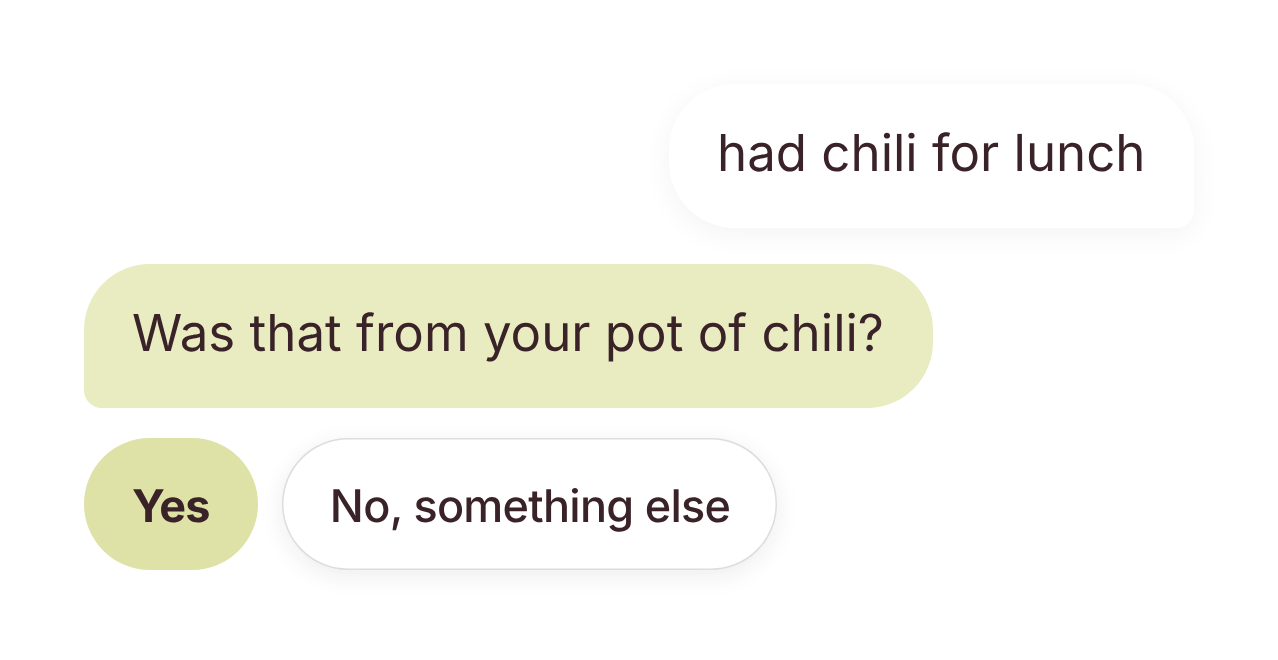 had chili for lunch
Was that from your pot of chili?
Yes
No, something else